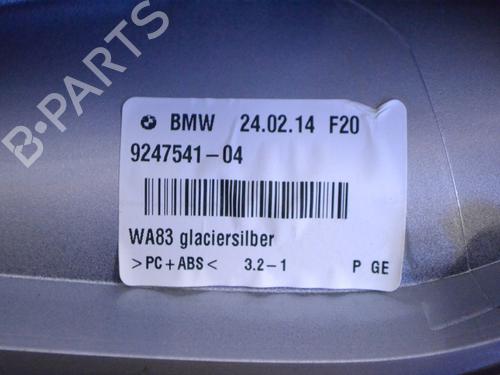 B-PARTS
BMW 24.02.14 F20
9247541-04
WA83 glaciersilber
>PC+ABS< 3.2-1 P GE